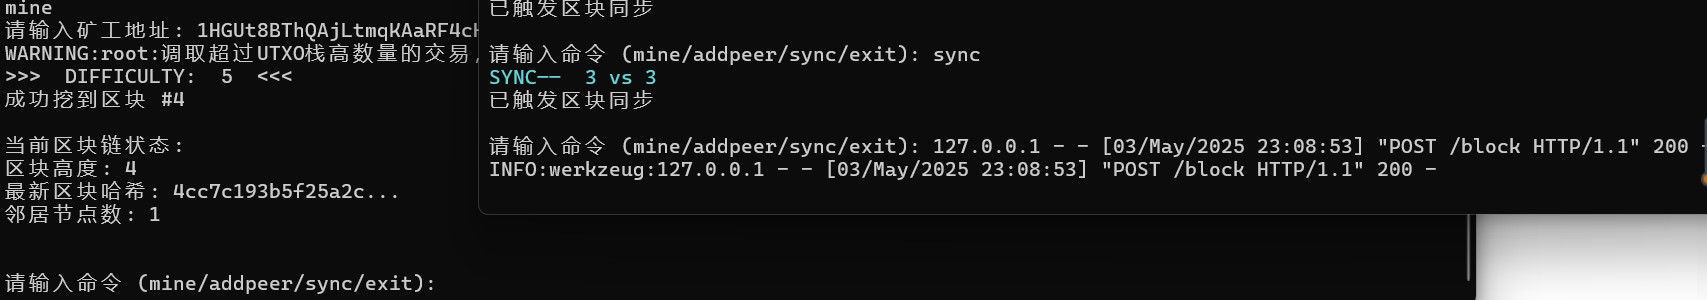 mine
请输入矿工地址: 1HGUt8BThQAjLtmqKAaRF4c
WARNING:root:调取超过UTXO栈高数量的交易
>>>  DIFFICULTY:  5  <<<
成功挖到区块 #4
当前区块链状态:
区块高度: 4
最新区块哈希: 4cc7c193b5f25a2c...
邻居节点数: 1
请输入命令 (mine/addpeer/sync/exit):
已触发区块同步
请输入命令 (mine/addpeer/sync/exit): sync
SYNC——  3 vs 3
已触发区块同步
请输入命令 (mine/addpeer/sync/exit): 127.0.0.1 - - [03/May/2025 23:08:53] "POST /block HTTP/1.1" 200 -
INFO:werkzeug:127.0.0.1 - - [03/May/2025 23:08:53] "POST /block HTTP/1.1" 200 -